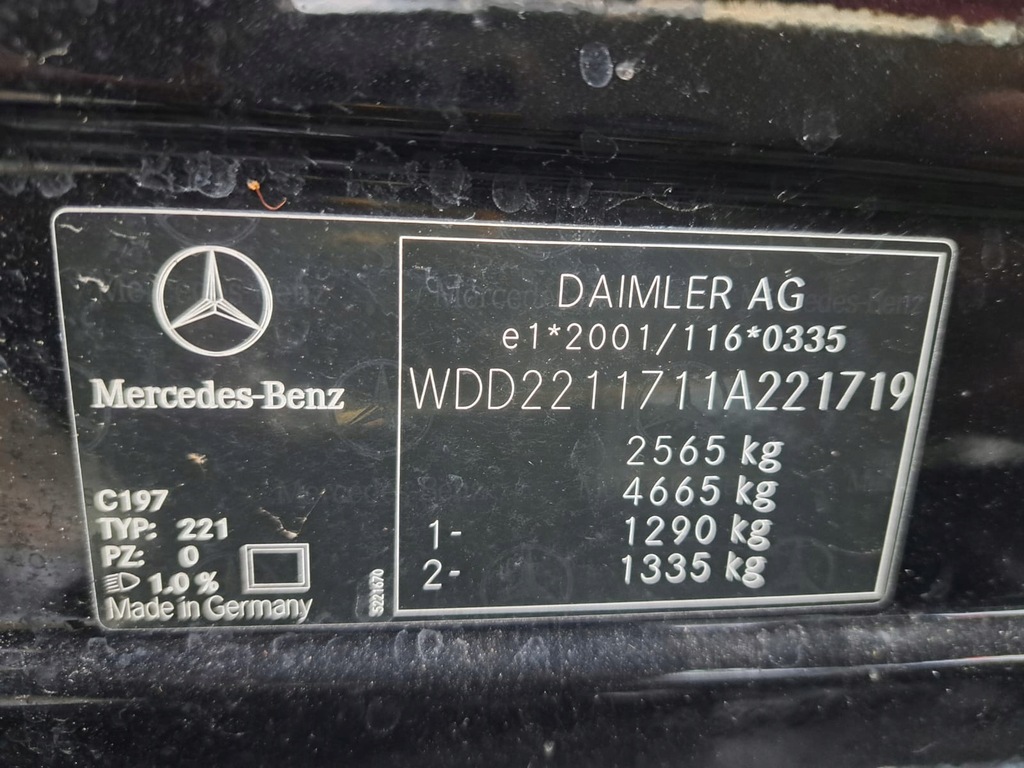 Mercedes-Benz
C197
TYP: 221
PZ: 0
1.0 %
Made in Germany
S221670
DAIMLER AG
e1*2001/116*0335
WDD2211711A221719
2565 kg
4665 kg
1- 1290 kg
2- 1335 kg